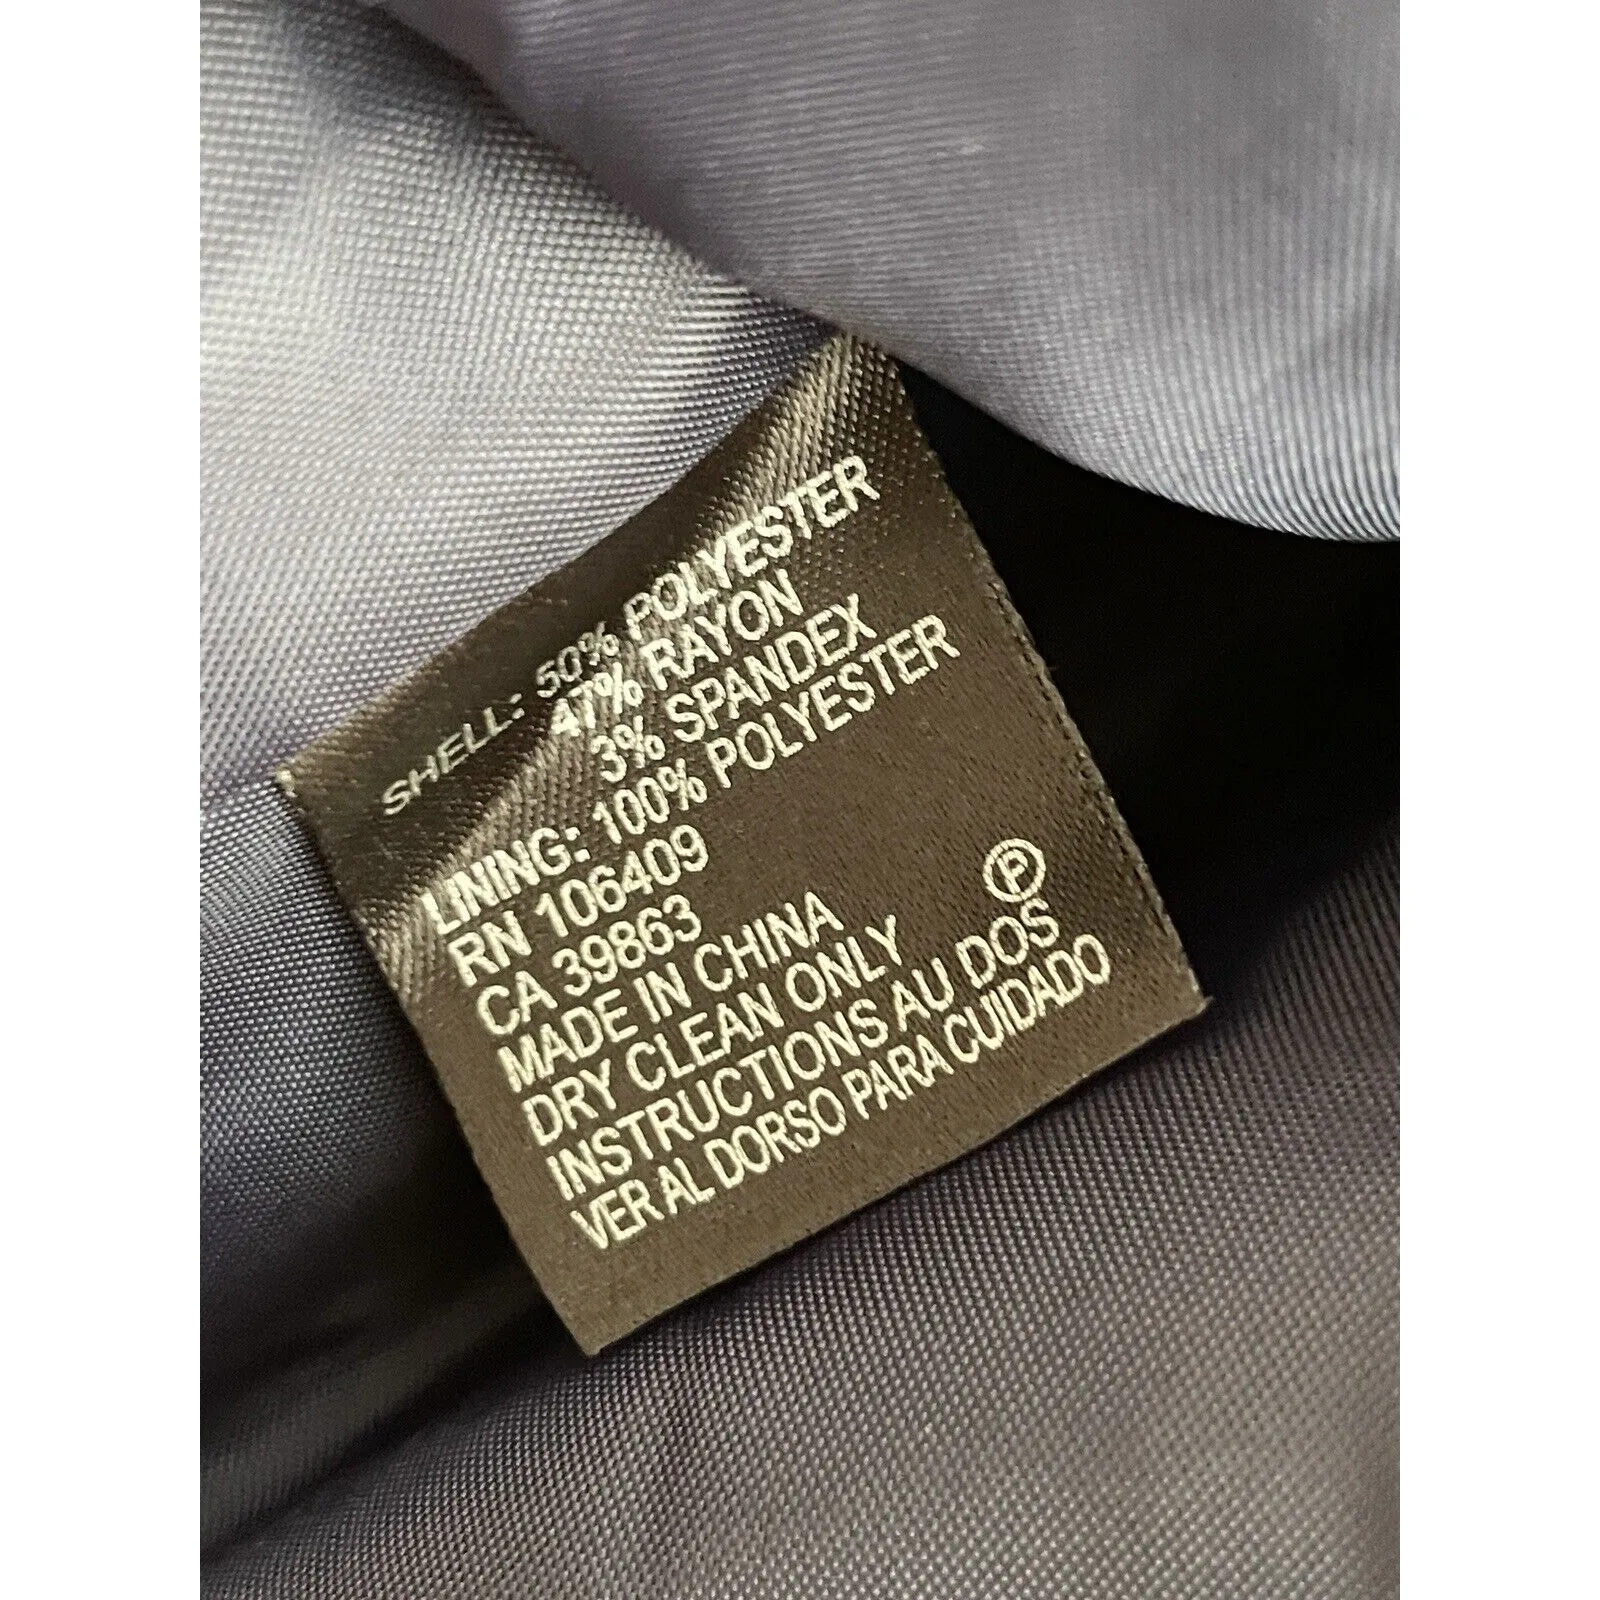 SHELL: 50% POLYESTER
47% RAYON
3% SPANDEX
LINING: 100% POLYESTER
RN 106409
CA 39863
MADE IN CHINA
DRY CLEAN ONLY P
INSTRUCTIONS AU DOS
VER AL DORSO PARA CUIDADO